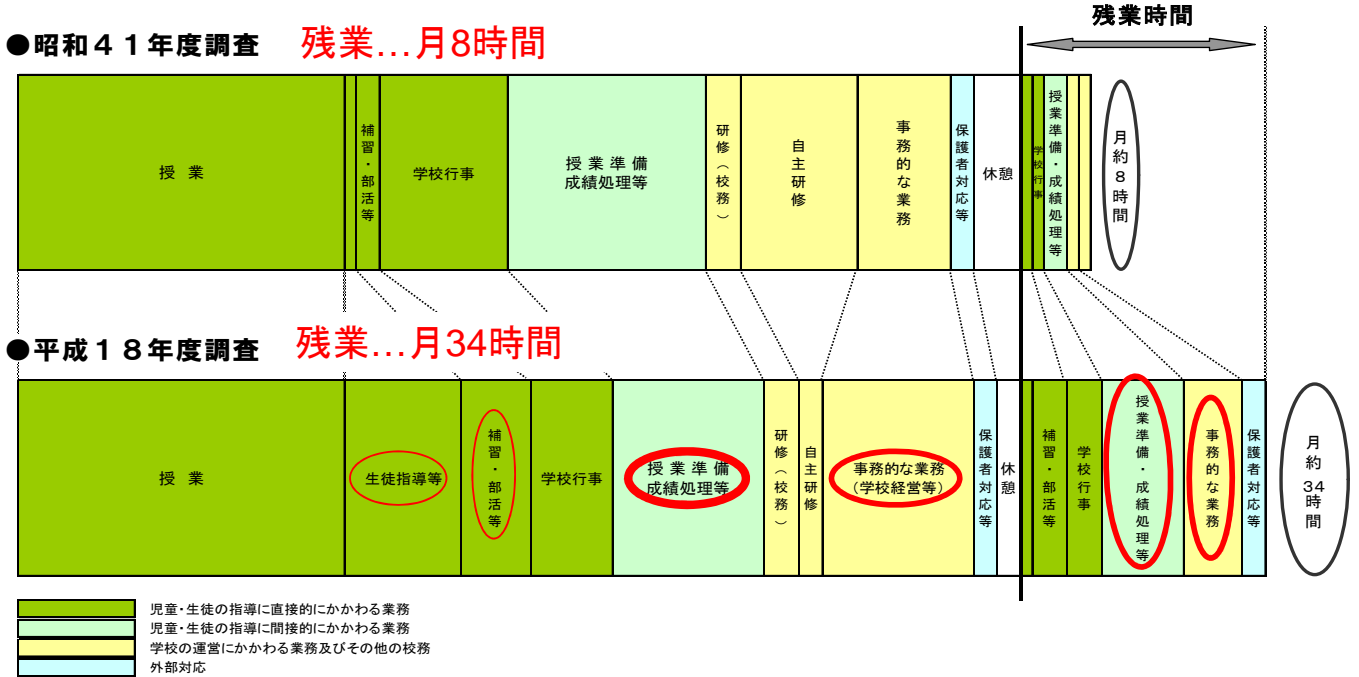 残業時間
●昭和４１年度調査
残業…月8時間
授 業
補習・部活等
学校行事
授 業 準 備
成績処理等
研修（校務）
自主研修
事務的な業務
保護者対応等
休憩
学校行事
授業準備・成績処理等
月約8時間
●平成１８年度調査
残業…月34時間
授 業
生徒指導等
補習・部活等
学校行事
授 業 準 備
成績処理等
研修（校務）
自主研修
事務的な業務
（学校経営等）
保護者対応等
休憩
補習・部活等
学校行事
授業準備・成績処理等
事務的な業務
保護者対応等
月約34時間
児童・生徒の指導に直接的にかかわる業務
児童・生徒の指導に間接的にかかわる業務
学校の運営にかかわる業務及びその他の校務
外部対応